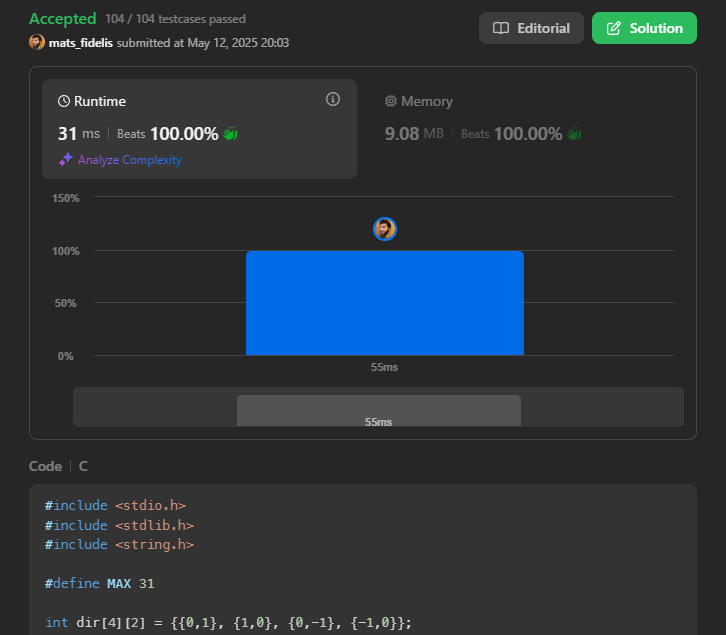 Accepted 104 / 104 testcases passed
mats_fidelis submitted at May 12, 2025 20:03
Editorial
Solution
Runtime
31 ms | Beats 100.00%
Analyze Complexity
Memory
9.08 MB | Beats 100.00%
150%
100%
50%
0%
55ms
55ms
Code | C
#include <stdio.h>
#include <stdlib.h>
#include <string.h>
#define MAX 31
int dir[4][2] = {{0,1}, {1,0}, {0,-1}, {-1,0}};